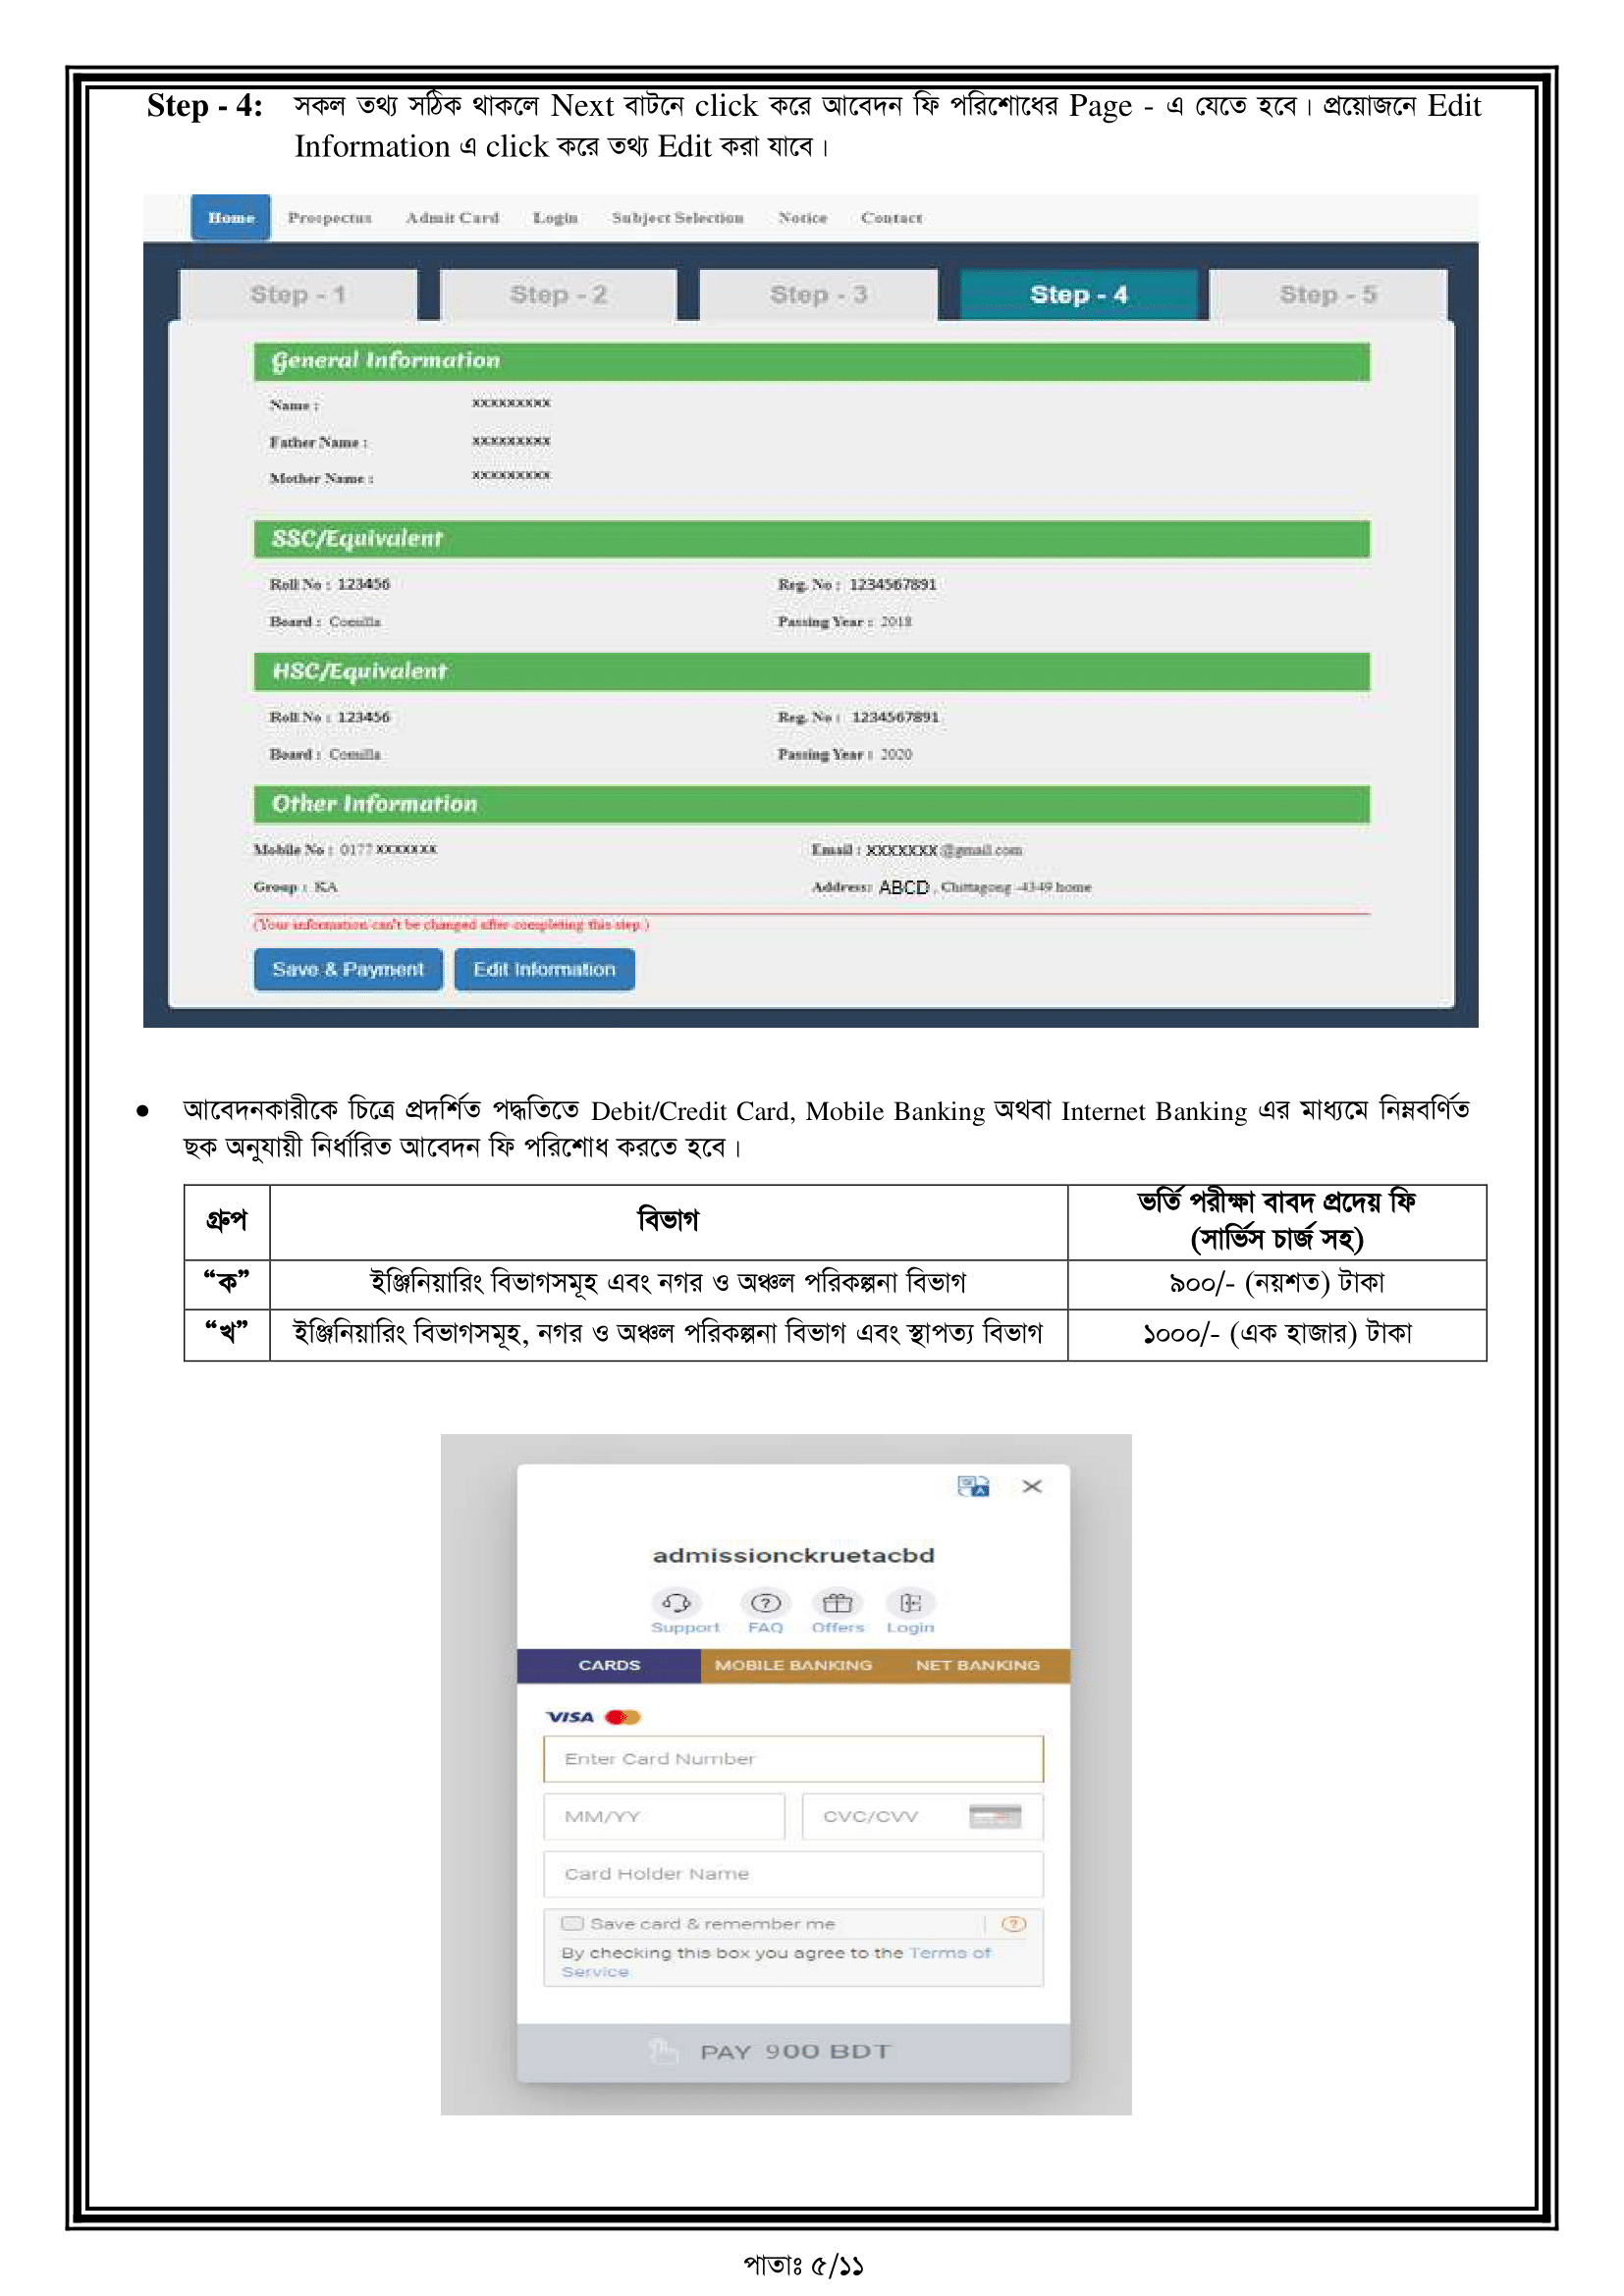 Step - 4: সকল তথ্য সঠিক থাকলে Next বাটনে click করে আবেদন ফি পরিশোধের Page - এ যেতে হবে। প্রয়োজনে Edit
Information এ click করে তথ্য Edit করা যাবে।
Home Prospectus Admit Card Login Subject Selection Notice Contact
Step - 1 Step - 2 Step - 3 Step - 4 Step - 5
General Information
Name : xxxxxxxxx
Father Name : xxxxxxxxx
Mother Name : xxxxxxxxx
SSC/Equivalent
Roll No : 123456 Reg. No : 1234567891
Board : Comilla Passing Year : 2018
HSC/Equivalent
Roll No : 123456 Reg. No : 1234567891
Board : Comilla Passing Year : 2020
Other Information
Mobile No : 0177xxxxxxx Email : XXXXXXX@gmail.com
Group : KA Address: ABCD , Chittagong -4349 home
(Your information can't be changed after completing this step.)
Save & Payment Edit Information
• আবেদনকারীকে চিত্রে প্রদর্শিত পদ্ধতিতে Debit/Credit Card, Mobile Banking অথবা Internet Banking এর মাধ্যমে নিম্নবর্ণিত
ছক অনুযায়ী নির্ধারিত আবেদন ফি পরিশোধ করতে হবে।
গ্রুপ বিভাগ ভর্তি পরীক্ষা বাবদ প্রদেয় ফি
(সার্ভিস চার্জ সহ)
“ক” ইঞ্জিনিয়ারিং বিভাগসমূহ এবং নগর ও অঞ্চল পরিকল্পনা বিভাগ ৯০০/- (নয়শত) টাকা
“খ” ইঞ্জিনিয়ারিং বিভাগসমূহ, নগর ও অঞ্চল পরিকল্পনা বিভাগ এবং স্থাপত্য বিভাগ ১০০০/- (এক হাজার) টাকা
admissionckruetacbd
Support FAQ Offers Login
CARDS MOBILE BANKING NET BANKING
VISA
Enter Card Number
MM/YY CVC/CVV
Card Holder Name
Save card & remember me ?
By checking this box you agree to the Terms of
Service
PAY 900 BDT
পাতাঃ ৫/১১